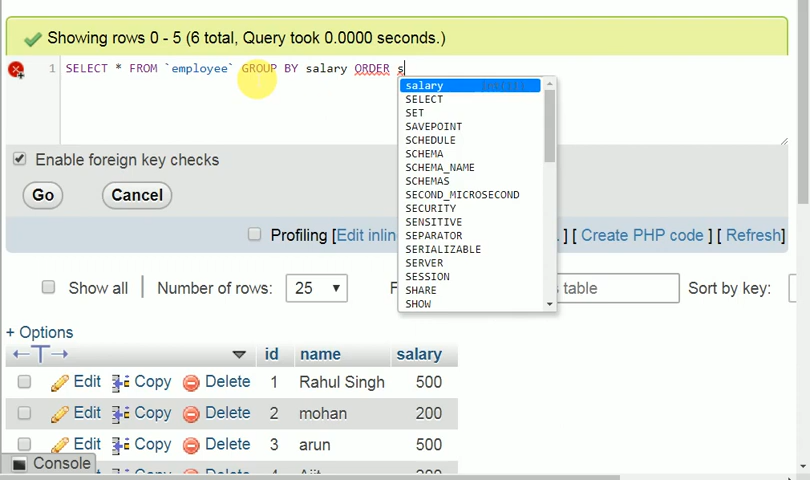 Showing rows 0 - 5 (6 total, Query took 0.0000 seconds.)
1 SELECT * FROM `employee` GROUP BY salary ORDER s
salary
SELECT
SET
SAVEPOINT
SCHEDULE
SCHEMA
SCHEMA_NAME
SCHEMAS
SECOND_MICROSECOND
SECURITY
SENSITIVE
SEPARATOR
SERIALIZABLE
SERVER
SESSION
SHARE
SHOW
Enable foreign key checks
Go Cancel
Profiling [Edit inlin ] [ Create PHP code ] [ Refresh]
Show all Number of rows: 25 table Sort by key:
+ Options
id name salary
Edit Copy Delete 1 Rahul Singh 500
Edit Copy Delete 2 mohan 200
Edit Copy Delete 3 arun 500
Console